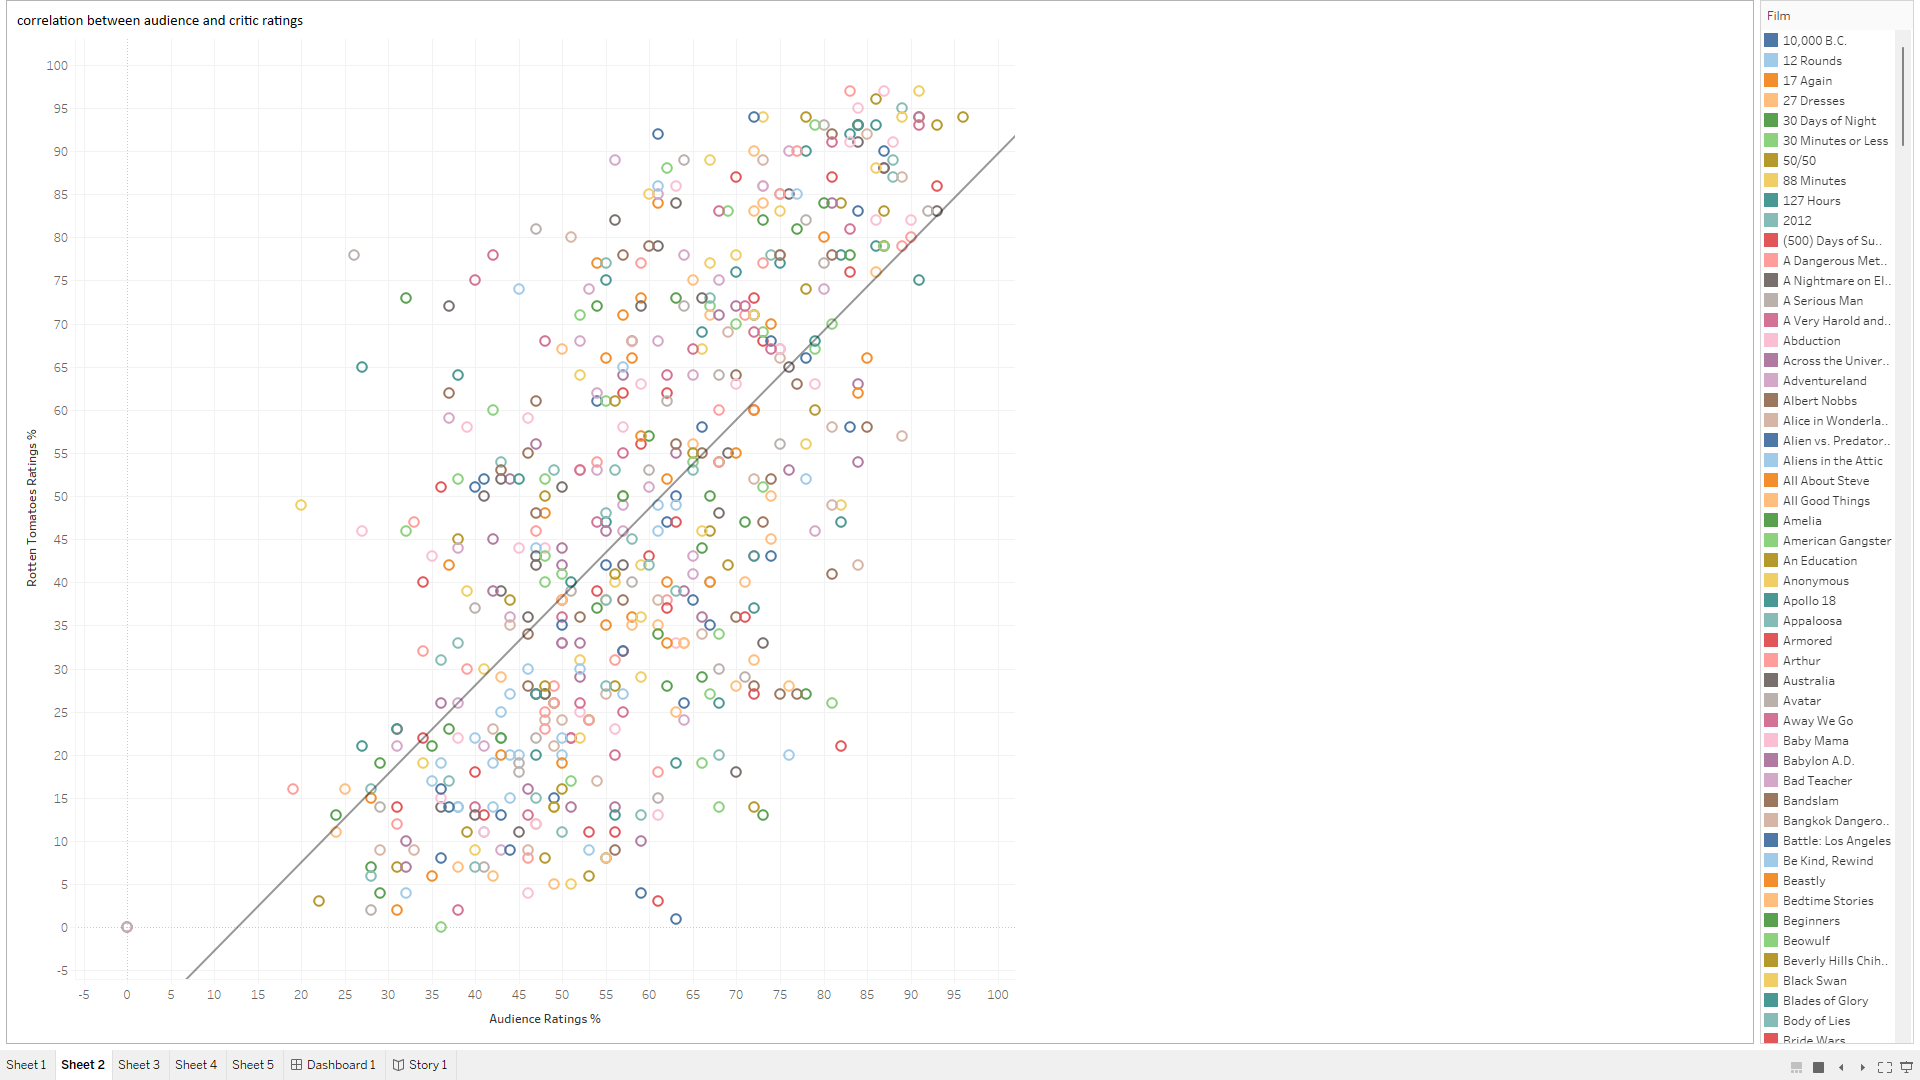 correlation between audience and critic ratings
Rotten Tomatoes Ratings %
100
95
90
85
80
75
70
65
60
55
50
45
40
35
30
25
20
15
10
5
0
-5
-5 0 5 10 15 20 25 30 35 40 45 50 55 60 65 70 75 80 85 90 95 100
Audience Ratings %
Film
10,000 B.C.
12 Rounds
17 Again
27 Dresses
30 Days of Night
30 Minutes or Less
50/50
88 Minutes
127 Hours
2012
(500) Days of Su..
A Dangerous Met..
A Nightmare on El..
A Serious Man
A Very Harold and..
Abduction
Across the Univer..
Adventureland
Albert Nobbs
Alice in Wonderla..
Alien vs. Predator..
Aliens in the Attic
All About Steve
All Good Things
Amelia
American Gangster
An Education
Anonymous
Apollo 18
Appaloosa
Armored
Arthur
Australia
Avatar
Away We Go
Baby Mama
Babylon A.D.
Bad Teacher
Bandslam
Bangkok Dangero..
Battle: Los Angeles
Be Kind, Rewind
Beastly
Bedtime Stories
Beginners
Beowulf
Beverly Hills Chih..
Black Swan
Blades of Glory
Body of Lies
Bride Wars
Sheet 1 Sheet 2 Sheet 3 Sheet 4 Sheet 5 Dashboard 1 Story 1